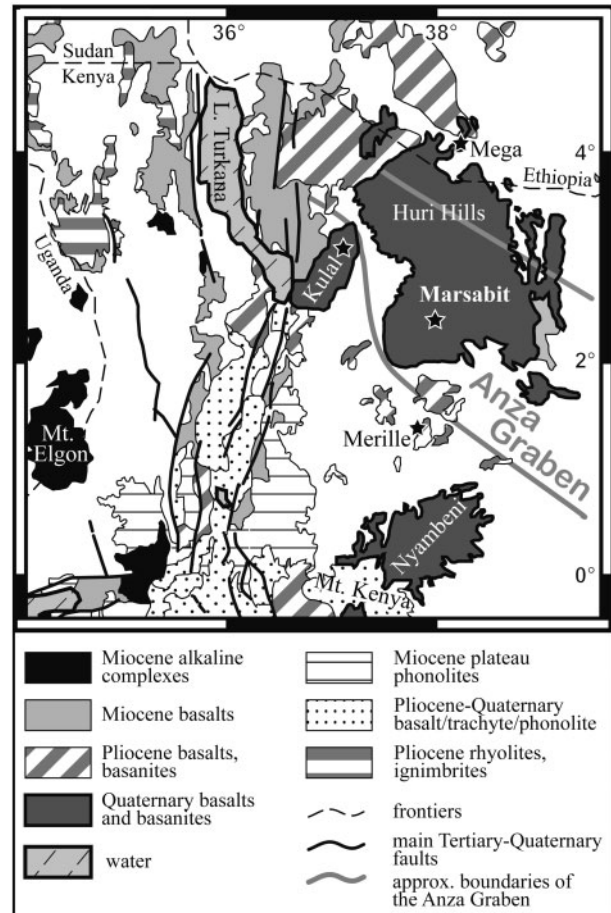 36°
38°
Sudan
Kenya
L. Turkana
4°
Mega
Ethiopia
Huri Hills
Uganda
Kulal
Marsabit
2°
Anza
Graben
Mt.
Elgon
Merille
Nyambeni
0°
Mt. Kenya
Miocene alkaline
complexes
Miocene basalts
Pliocene basalts,
basanites
Quaternary basalts
and basanites
water
Miocene plateau
phonolites
Pliocene-Quaternary
basalt/trachyte/phonolite
Pliocene rhyolites,
ignimbrites
frontiers
main Tertiary-Quaternary
faults
approx. boundaries of
the Anza Graben